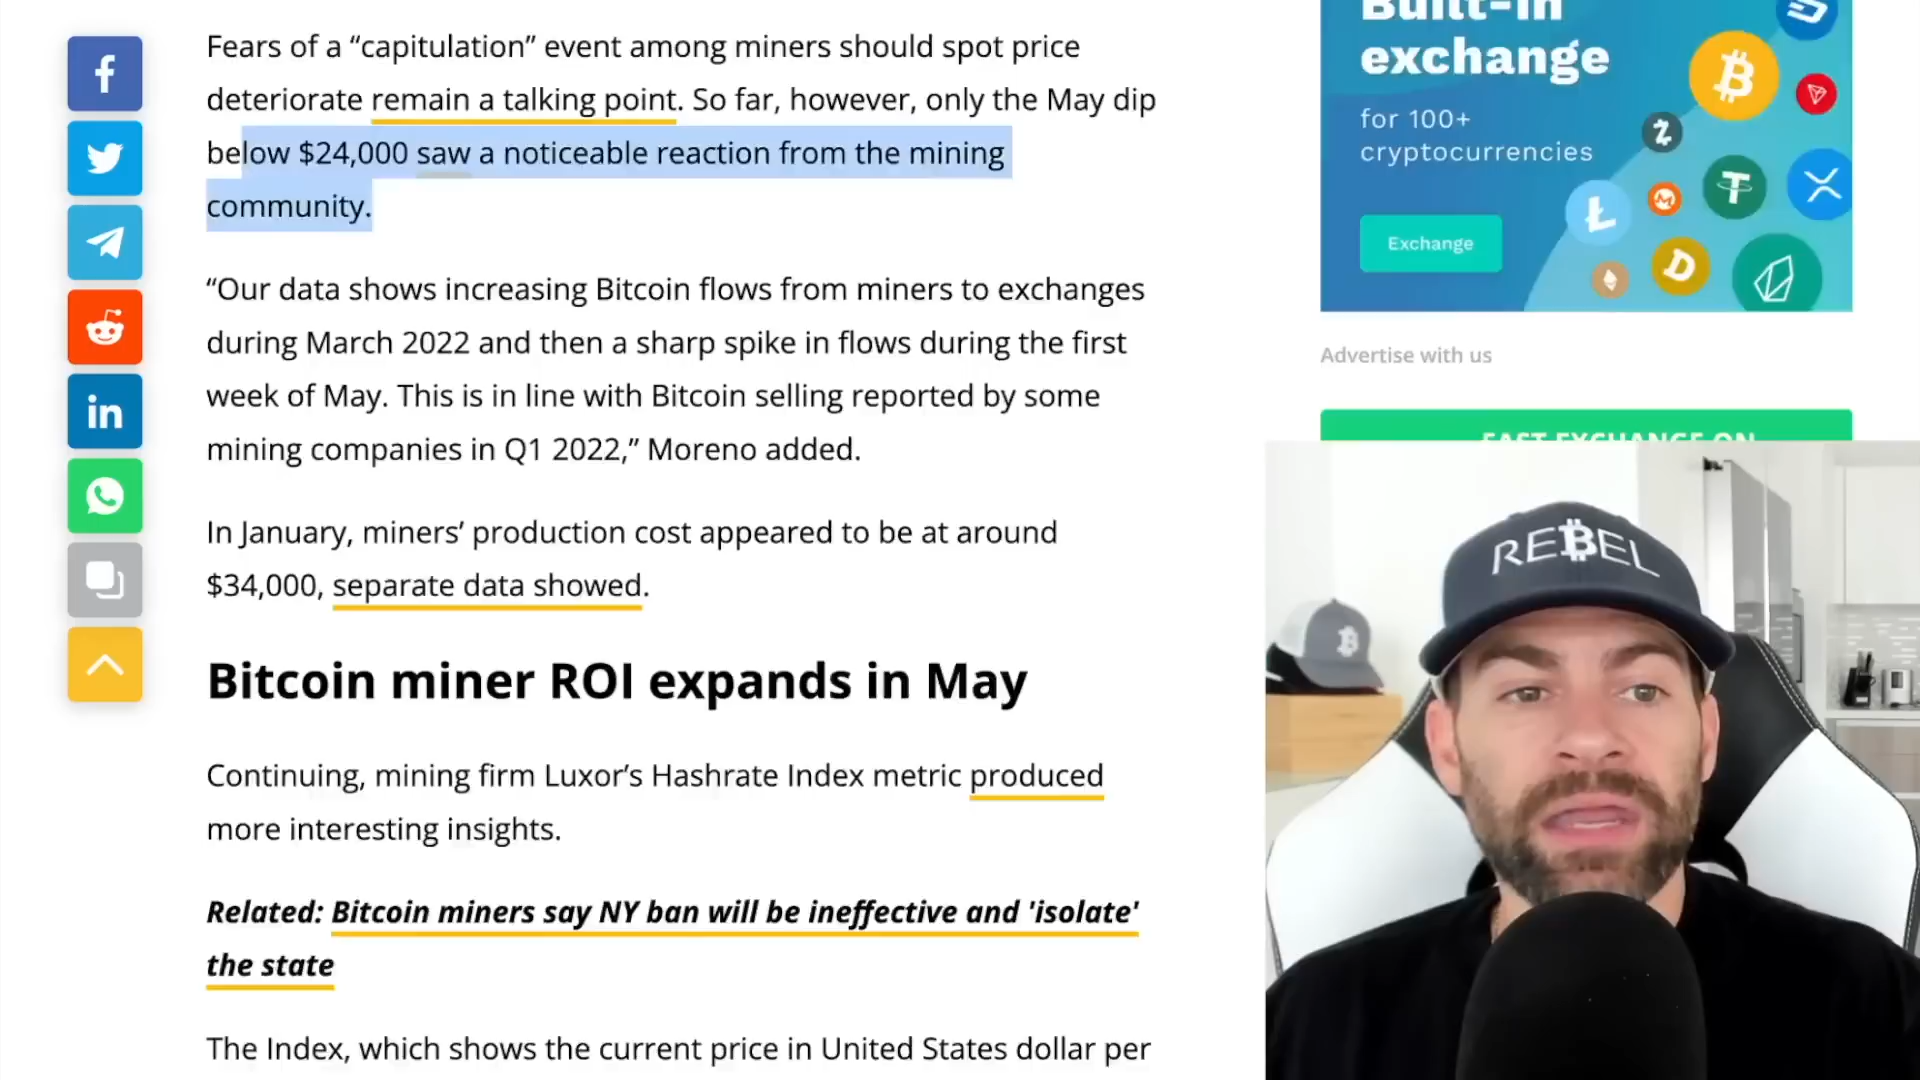 Fears of a “capitulation” event among miners should spot price
deteriorate remain a talking point. So far, however, only the May dip
below $24,000 saw a noticeable reaction from the mining
community.
“Our data shows increasing Bitcoin flows from miners to exchanges
during March 2022 and then a sharp spike in flows during the first
week of May. This is in line with Bitcoin selling reported by some
mining companies in Q1 2022,” Moreno added.
In January, miners’ production cost appeared to be at around
$34,000, separate data showed.
Bitcoin miner ROI expands in May
Continuing, mining firm Luxor’s Hashrate Index metric produced
more interesting insights.
Related: Bitcoin miners say NY ban will be ineffective and 'isolate'
the state
The Index, which shows the current price in United States dollar per
Built-in
exchange
for 100+
cryptocurrencies
Exchange
Advertise with us
FAST EXCHANGE ON
REBEL